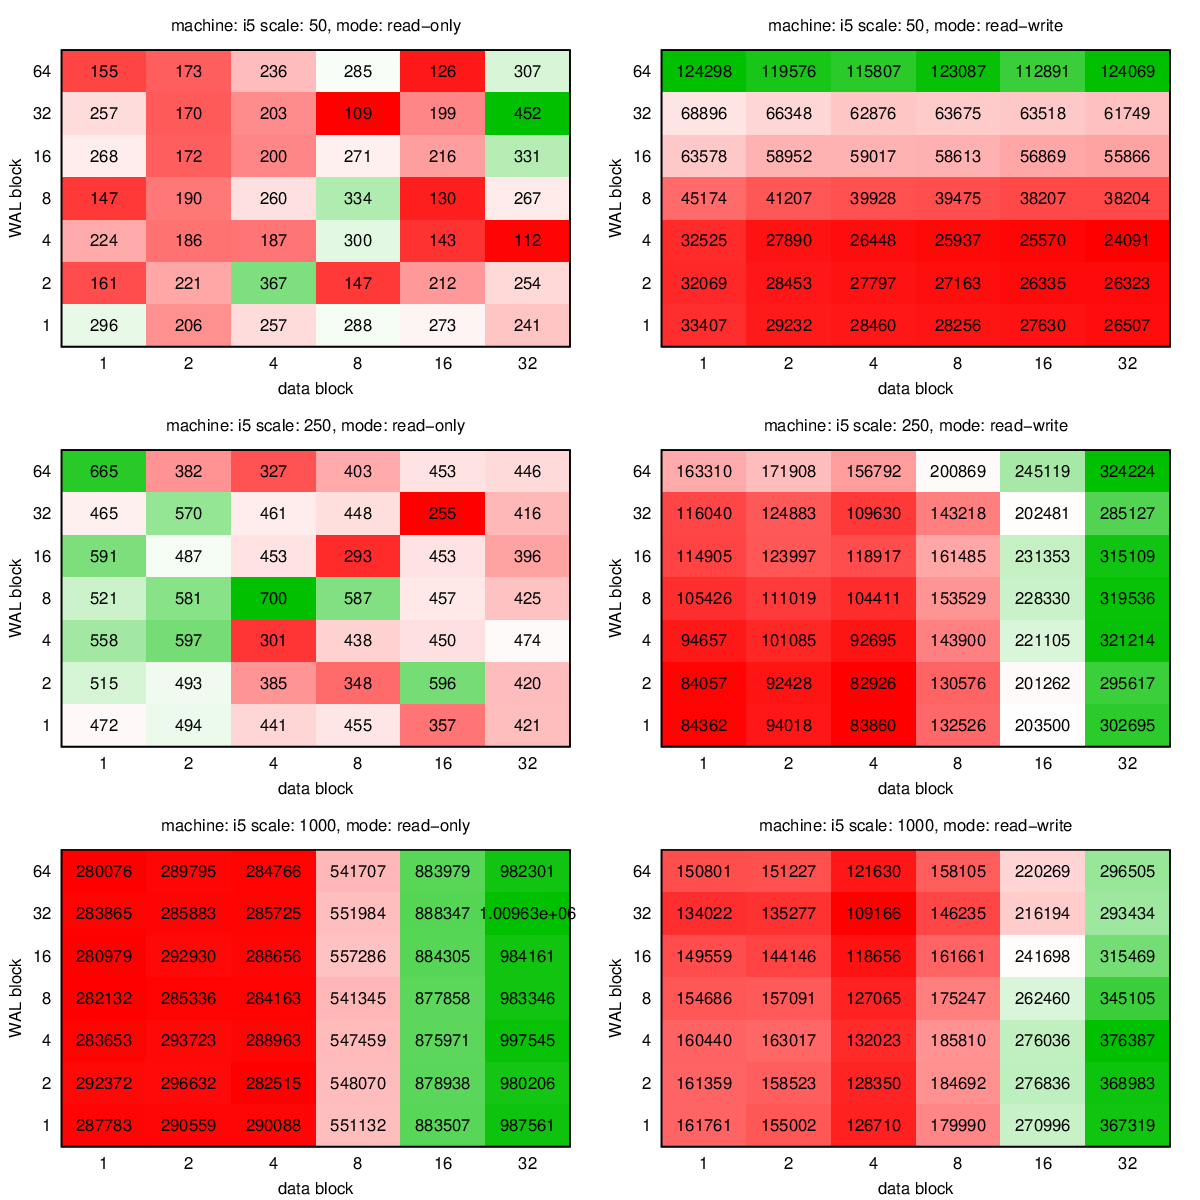 machine: i5 scale: 50, mode: read−only
64 155 173 236 285 126 307
32 257 170 203 109 199 452
16 268 172 200 271 216 331
8 147 190 260 334 130 267
4 224 186 187 300 143 112
2 161 221 367 147 212 254
1 296 206 257 288 273 241
WAL block
1 2 4 8 16 32
data block
machine: i5 scale: 50, mode: read−write
64 124298 119576 115807 123087 112891 124069
32 68896 66348 62876 63675 63518 61749
16 63578 58952 59017 58613 56869 55866
8 45174 41207 39928 39475 38207 38204
4 32525 27890 26448 25937 25570 24091
2 32069 28453 27797 27163 26335 26323
1 33407 29232 28460 28256 27630 26507
WAL block
1 2 4 8 16 32
data block
machine: i5 scale: 250, mode: read−only
64 665 382 327 403 453 446
32 465 570 461 448 255 416
16 591 487 453 293 453 396
8 521 581 700 587 457 425
4 558 597 301 438 450 474
2 515 493 385 348 596 420
1 472 494 441 455 357 421
WAL block
1 2 4 8 16 32
data block
machine: i5 scale: 250, mode: read−write
64 163310 171908 156792 200869 245119 324224
32 116040 124883 109630 143218 202481 285127
16 114905 123997 118917 161485 231353 315109
8 105426 111019 104411 153529 228330 319536
4 94657 101085 92695 143900 221105 321214
2 84057 92428 82926 130576 201262 295617
1 84362 94018 83860 132526 203500 302695
WAL block
1 2 4 8 16 32
data block
machine: i5 scale: 1000, mode: read−only
64 280076 289795 284766 541707 883979 982301
32 283865 285883 285725 551984 888347 1.00963e+06
16 280979 292930 288656 557286 884305 984161
8 282132 285336 284163 541345 877858 983346
4 283653 293723 288963 547459 875971 997545
2 292372 296632 282515 548070 878938 980206
1 287783 290559 290088 551132 883507 987561
WAL block
1 2 4 8 16 32
data block
machine: i5 scale: 1000, mode: read−write
64 150801 151227 121630 158105 220269 296505
32 134022 135277 109166 146235 216194 293434
16 149559 144146 118656 161661 241698 315469
8 154686 157091 127065 175247 262460 345105
4 160440 163017 132023 185810 276036 376387
2 161359 158523 128350 184692 276836 368983
1 161761 155002 126710 179990 270996 367319
WAL block
1 2 4 8 16 32
data block